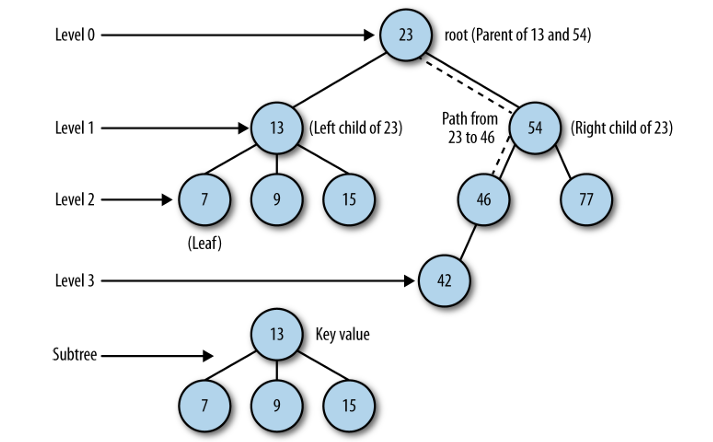 Level 0
23
root (Parent of 13 and 54)
Level 1
13
(Left child of 23)
Path from
23 to 46
54
(Right child of 23)
Level 2
7
9
15
46
77
(Leaf)
Level 3
42
13
Key value
Subtree
7
9
15